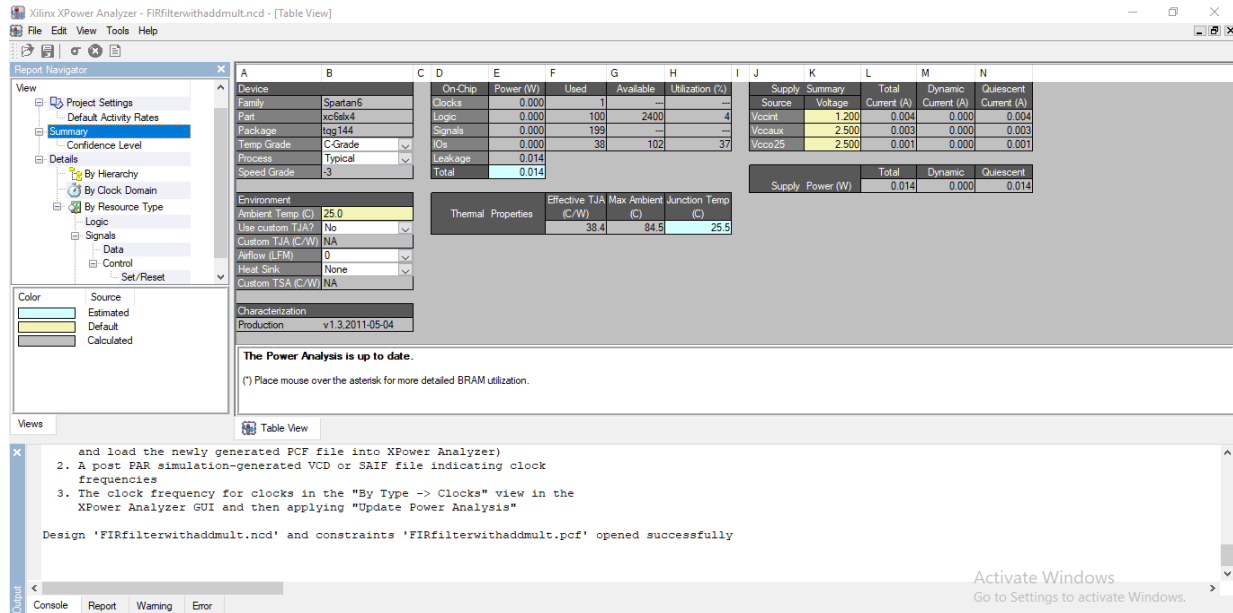 Xilinx XPower Analyzer - FIRfilterwithaddmult.ncd - [Table View]
File Edit View Tools Help
Report Navigator
View
Project Settings
Default Activity Rates
Summary
Confidence Level
Details
By Hierarchy
By Clock Domain
By Resource Type
Logic
Signals
Data
Control
Set/Reset
Color Source
Estimated
Default
Calculated
Views
A B C D E F G H I J K L M N
Device
Family Spartan6
Part xc6slx4
Package tqg144
Temp Grade C-Grade
Process Typical
Speed Grade -3
Environment
Ambient Temp (C) 25.0
Use custom TJA? No
Custom TJA (C/W) NA
Airflow (LFM) 0
Heat Sink None
Custom TSA (C/W) NA
Characterization
Production v1.3,2011-05-04
On-Chip Power (W) Used Available Utilization (%)
Clocks 0.000 1 --- ---
Logic 0.000 100 2400 4
Signals 0.000 199 --- ---
IOs 0.000 38 102 37
Leakage 0.014
Total 0.014
Effective TJA Max Ambient Junction Temp
Thermal Properties (C/W) (C) (C)
38.4 84.5 25.5
Supply Summary Total Dynamic Quiescent
Source Voltage Current (A) Current (A) Current (A)
Vccint 1.200 0.004 0.000 0.004
Vccaux 2.500 0.003 0.000 0.003
Vcco25 2.500 0.001 0.000 0.001
Total Dynamic Quiescent
Supply Power (W) 0.014 0.000 0.014
The Power Analysis is up to date.
(*) Place mouse over the asterisk for more detailed BRAM utilization.
Table View
and load the newly generated PCF file into XPower Analyzer)
2. A post PAR simulation-generated VCD or SAIF file indicating clock
frequencies
3. The clock frequency for clocks in the "By Type -> Clocks" view in the
XPower Analyzer GUI and then applying "Update Power Analysis"
Design 'FIRfilterwithaddmult.ncd' and constraints 'FIRfilterwithaddmult.pcf' opened successfully
Output
Console Report Warning Error
Activate Windows
Go to Settings to activate Windows.